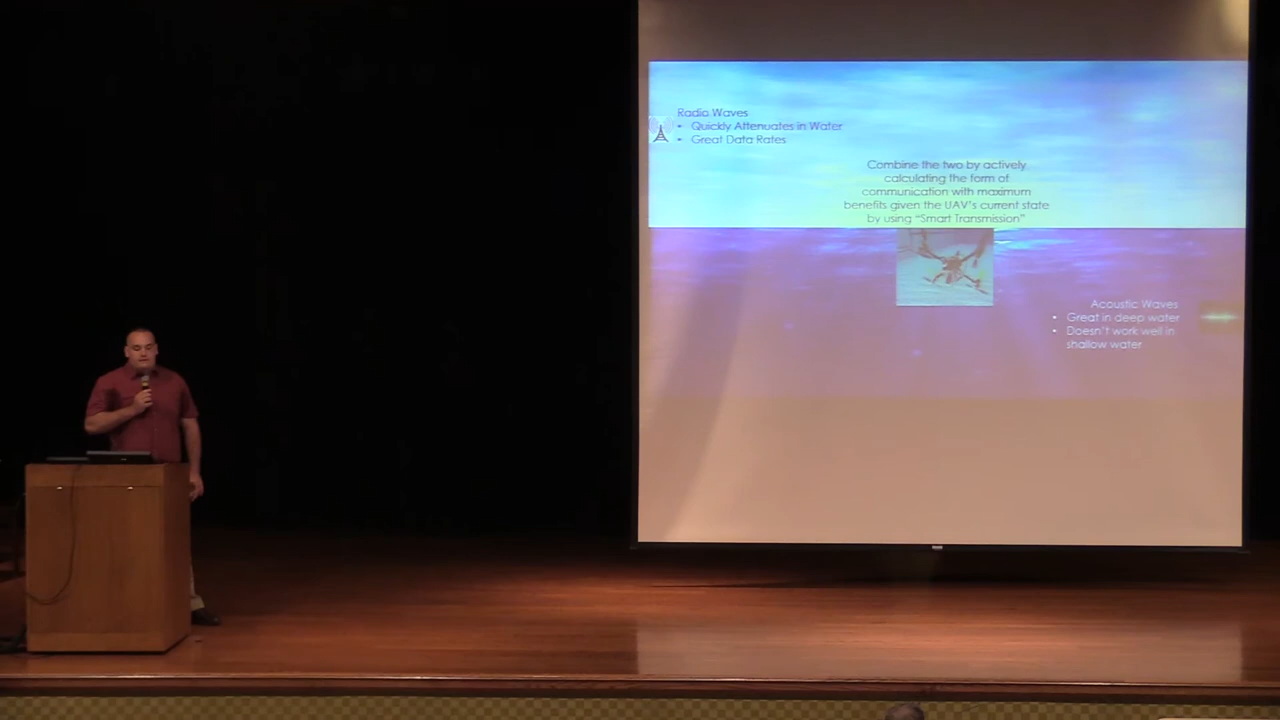 Radio Waves
• Quickly Attenuates in Water
• Great Data Rates
Combine the two by actively
calculating the form of
communication with maximum
benefits given the UAV's current state
by using "Smart Transmission"
Acoustic Waves
• Great in deep water
• Doesn't work well in
shallow water